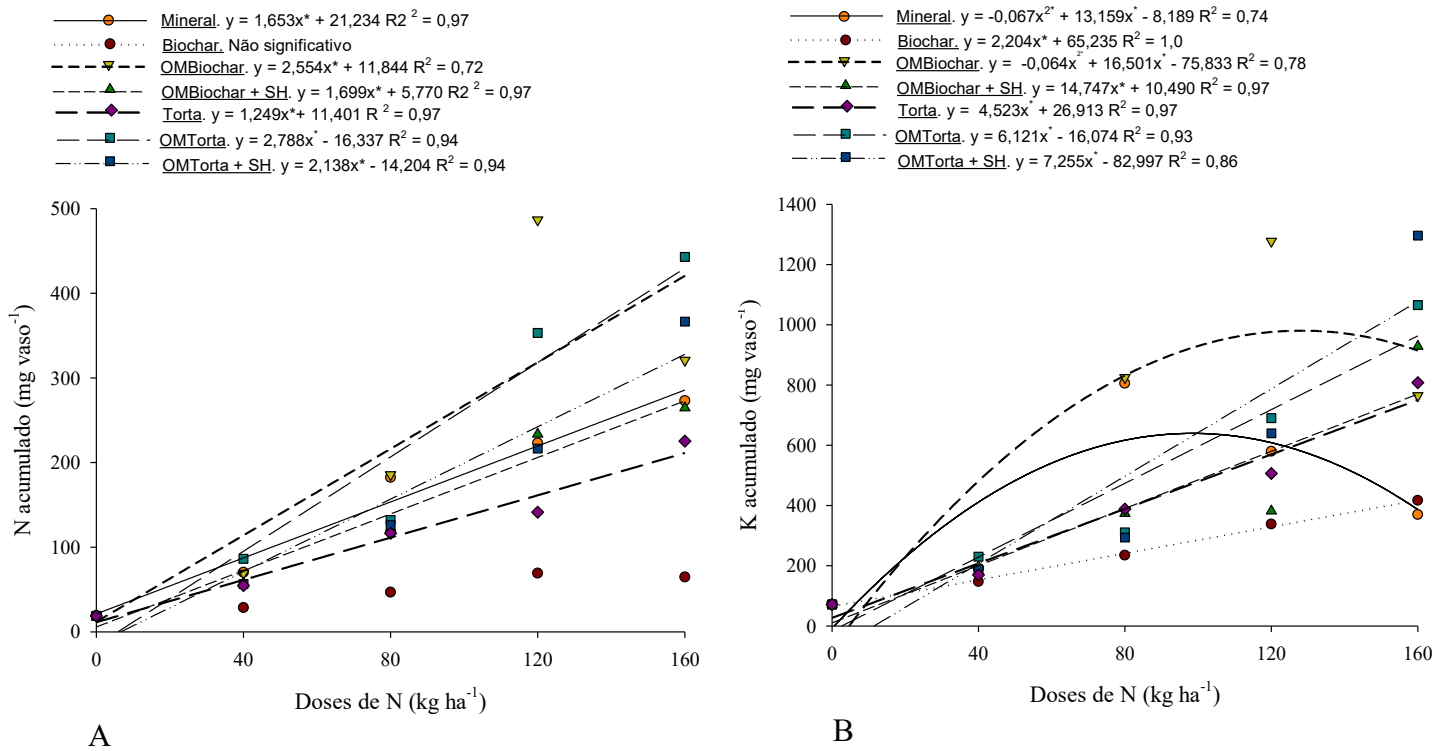 Mineral. y = 1,653x* + 21,234 R2 ² = 0,97
Biochar. Não significativo
OMBiochar. y = 2,554x* + 11,844 R² = 0,72
OMBiochar + SH. y = 1,699x* + 5,770 R2 ² = 0,97
Torta. y = 1,249x*+ 11,401 R ² = 0,97
OMTorta. y = 2,788x* - 16,337 R² = 0,94
OMTorta + SH. y = 2,138x* - 14,204 R² = 0,94
500
400
300
200
100
0
N acumulado (mg vaso⁻¹)
0 40 80 120 160
Doses de N (kg ha⁻¹)
A
Mineral. y = -0,067x²* + 13,159x* - 8,189 R² = 0,74
Biochar. y = 2,204x* + 65,235 R² = 1,0
OMBiochar. y = -0,064x²* + 16,501x* - 75,833 R² = 0,78
OMBiochar + SH. y = 14,747x* + 10,490 R² = 0,97
Torta. y = 4,523x* + 26,913 R² = 0,97
OMTorta. y = 6,121x* - 16,074 R² = 0,93
OMTorta + SH. y = 7,255x* - 82,997 R² = 0,86
1400
1200
1000
800
600
400
200
0
K acumulado (mg vaso⁻¹)
0 40 80 120 160
Doses de N (kg ha⁻¹)
B